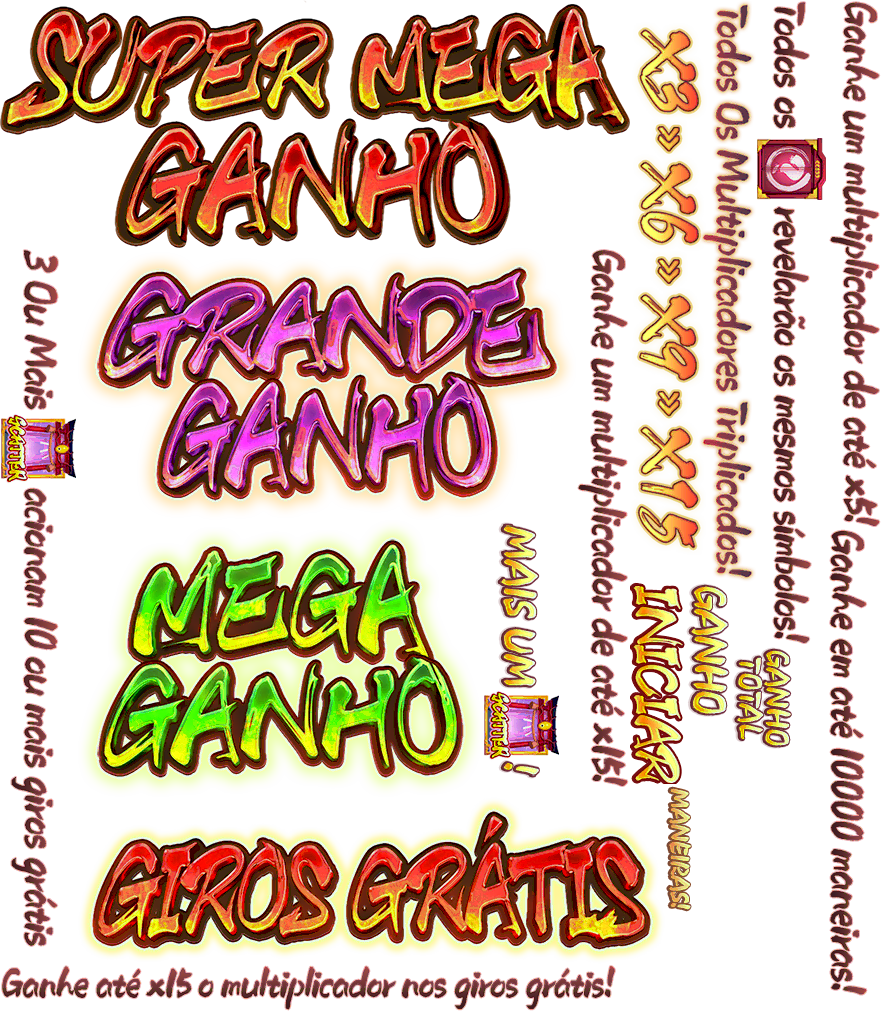 SUPER MEGA
GANHO
GRANDE
GANHO
MEGA
GANHO
GIROS GRÁTIS
Ganhe até x15 o multiplicador nos giros grátis!
3 Ou Mais SCATTER acionam 10 ou mais giros grátis
MAIS UM SCATTER !
Ganhe um multiplicador de até x15!
x3 » x6 » x9 » x15
INICIAR
MANEIRAS!
GANHO
Todos Os Multiplicadores Triplicados!
GANHO
TOTAL
Todos os revelarão os mesmos símbolos!
Ganhe um multiplicador de até x5! Ganhe em até 10000 maneiras!